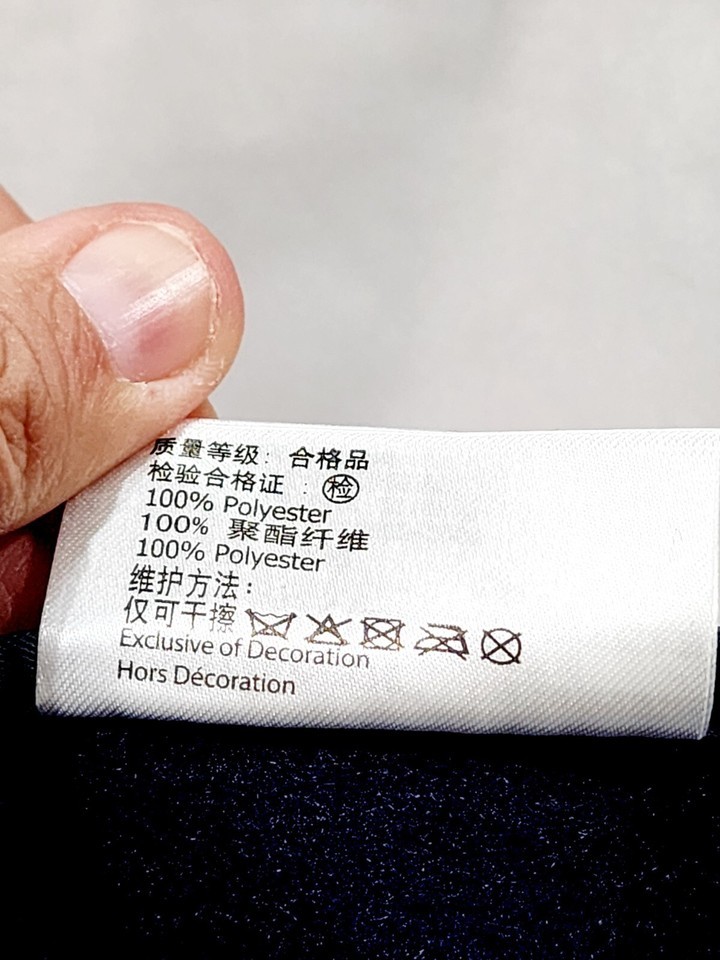 质量等级：合格品
检验合格证 ：检
100% Polyester
100% 聚酯纤维
100% Polyester
维护方法：
仅可干擦
Exclusive of Decoration
Hors Décoration